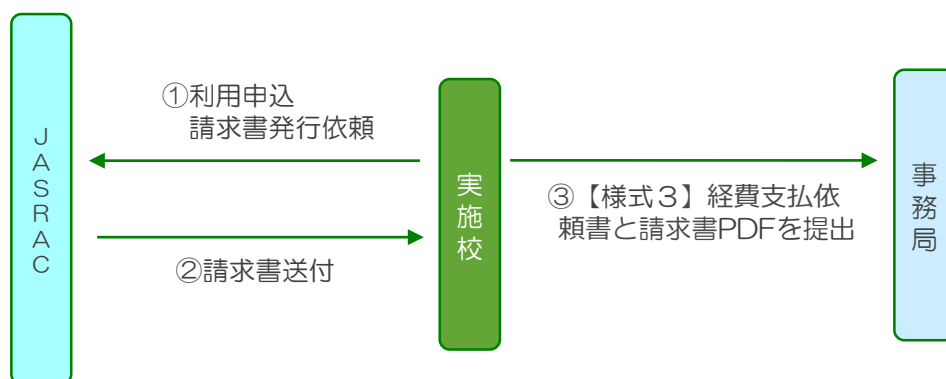 JASRAC
①利用申込
請求書発行依頼
②請求書送付
実施校
③【様式３】経費支払依
頼書と請求書PDFを提出
事務局